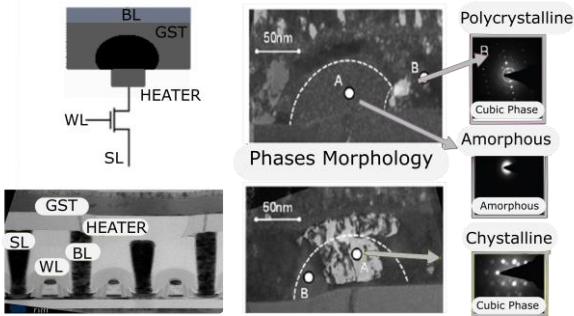 BL
GST
HEATER
WL
SL
GST
HEATER
SL
BL
WL
50nm
A
B
Phases Morphology
50nm
A
B
Polycrystalline
B
Cubic Phase
Amorphous
Amorphous
Chystalline
Cubic Phase